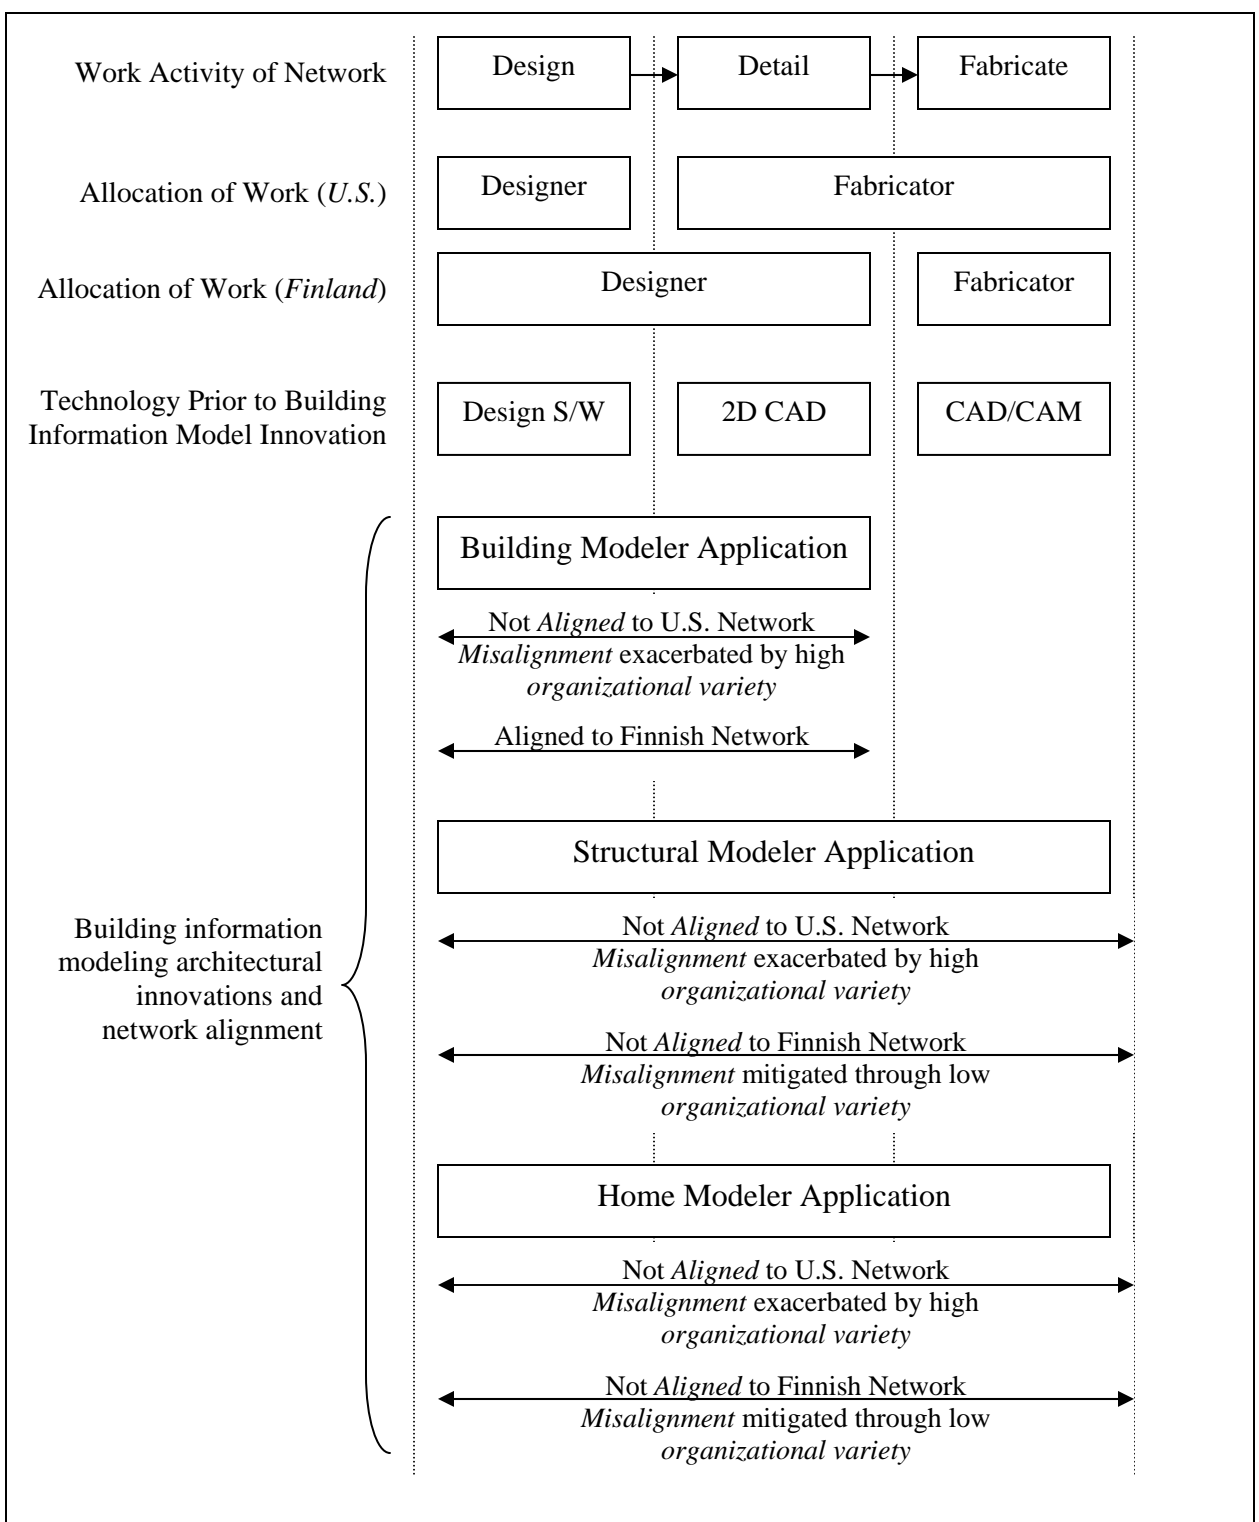 Work Activity of Network
Design
Detail
Fabricate
Allocation of Work (U.S.)
Designer
Fabricator
Allocation of Work (Finland)
Designer
Fabricator
Technology Prior to Building
Information Model Innovation
Design S/W
2D CAD
CAD/CAM
Building Modeler Application
Not Aligned to U.S. Network
Misalignment exacerbated by high
organizational variety
Aligned to Finnish Network
Structural Modeler Application
Building information
modeling architectural
innovations and
network alignment
Not Aligned to U.S. Network
Misalignment exacerbated by high
organizational variety
Not Aligned to Finnish Network
Misalignment mitigated through low
organizational variety
Home Modeler Application
Not Aligned to U.S. Network
Misalignment exacerbated by high
organizational variety
Not Aligned to Finnish Network
Misalignment mitigated through low
organizational variety